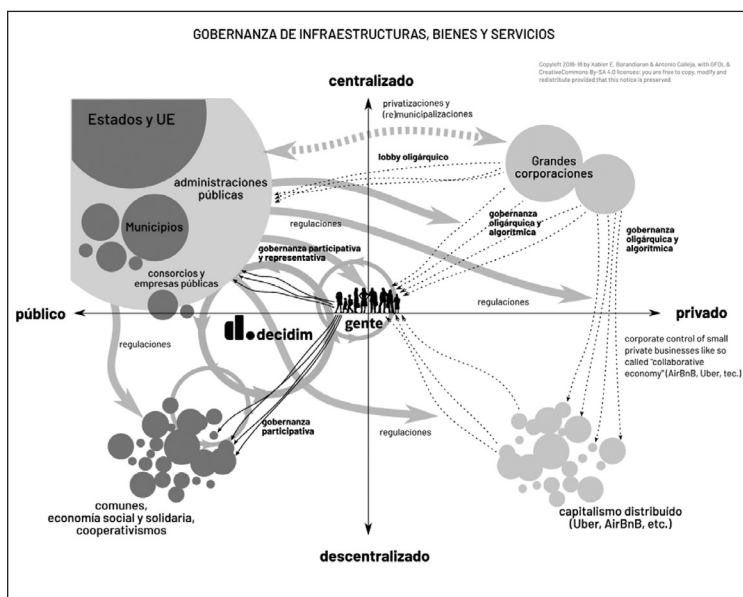 GOBERNANZA DE INFRAESTRUCTURAS, BIENES Y SERVICIOS
Copyleft 2016-18 by Xabier E. Barandiaran & Antonio Calleja, with GFDL &
CreativeCommons By-SA 4.0 licenses: you are free to copy, modify and
redistribute provided that this notice is preserved
centralizado
Estados y UE
privatizaciones y
(re)municipalizaciones
lobby oligárquico
Grandes
corporaciones
administraciones
públicas
Municipios
regulaciones
gobernanza
oligárquica y
algorítmica
gobernanza
oligárquica y
algorítmica
gobernanza participativa
y representativa
consorcios y
empresas públicas
regulaciones
público
decidim
gente
privado
regulaciones
corporate control of small
private businesses like so
called "collaborative
economy"(AirBnB, Uber, tec.)
gobernanza
participativa
regulaciones
comunes,
economía social y solidaria,
cooperativismos
capitalismo distribuído
(Uber, AirBnB, etc.)
descentralizado